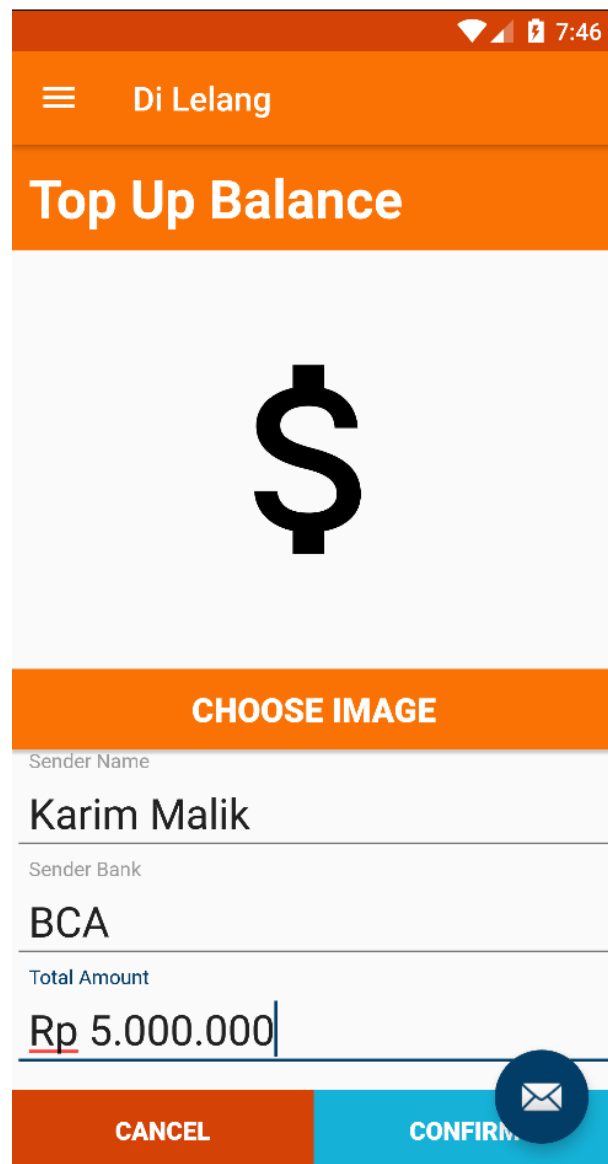 7:46
Di Lelang
Top Up Balance
$
CHOOSE IMAGE
Sender Name
Karim Malik
Sender Bank
BCA
Total Amount
Rp 5.000.000
CANCEL
CONFIRM